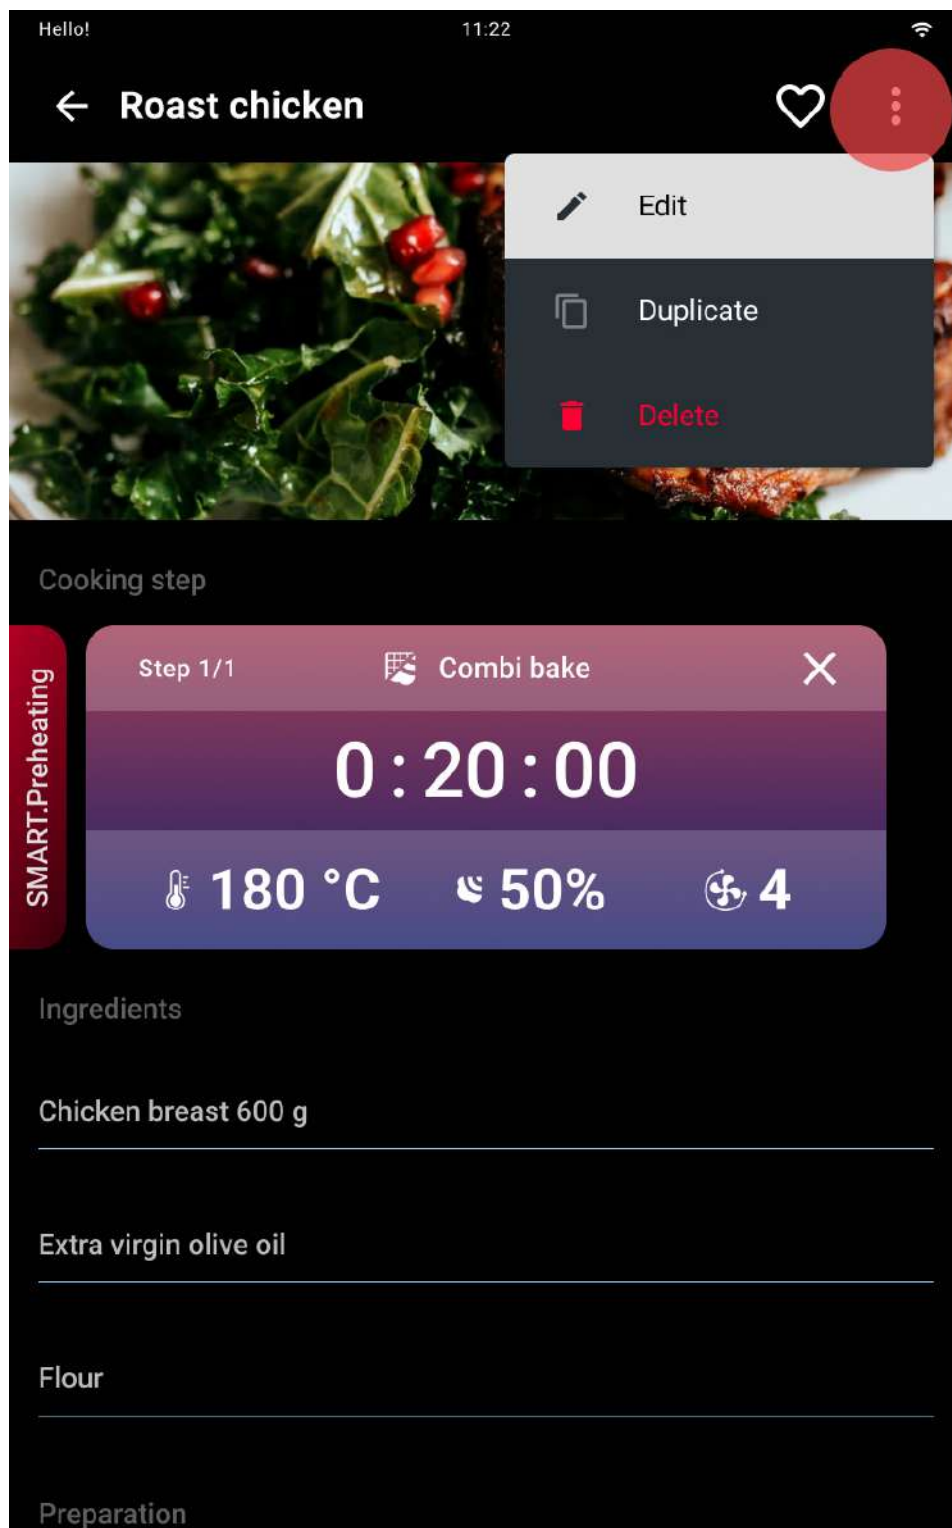 Hello! 11:22
Roast chicken
Edit
Duplicate
Delete
Cooking step
SMART.Preheating
Step 1/1 Combi bake
0 : 20 : 00
180 °C 50% 4
Ingredients
Chicken breast 600 g
Extra virgin olive oil
Flour
Preparation